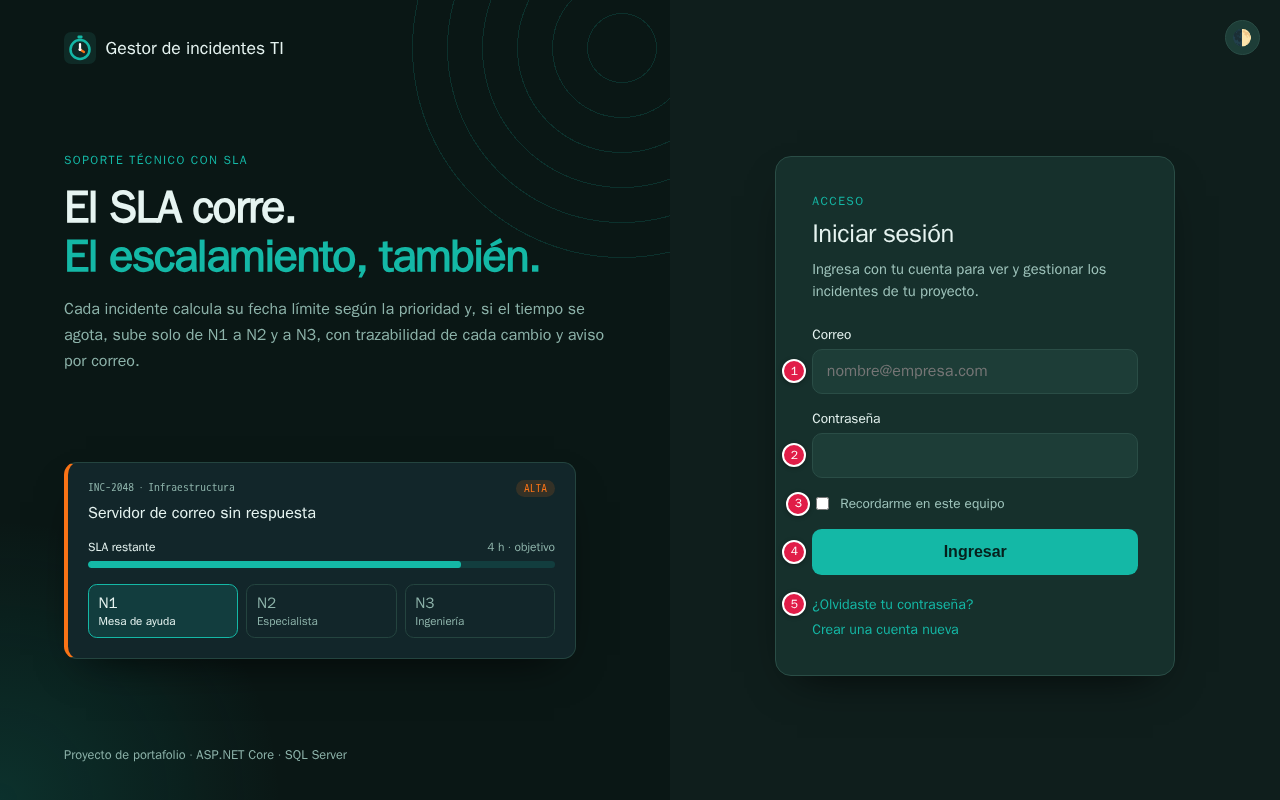 Gestor de incidentes TI
SOPORTE TÉCNICO CON SLA
El SLA corre.
El escalamiento, también.
Cada incidente calcula su fecha límite según la prioridad y, si el tiempo se
agota, sube solo de N1 a N2 y a N3, con trazabilidad de cada cambio y aviso
por correo.
INC-2048 · Infraestructura
ALTA
Servidor de correo sin respuesta
SLA restante
4 h · objetivo
N1
Mesa de ayuda
N2
Especialista
N3
Ingeniería
Proyecto de portafolio · ASP.NET Core · SQL Server
ACCESO
Iniciar sesión
Ingresa con tu cuenta para ver y gestionar los
incidentes de tu proyecto.
Correo
1
nombre@empresa.com
Contraseña
2
3
Recordarme en este equipo
4
Ingresar
5
¿Olvidaste tu contraseña?
Crear una cuenta nueva